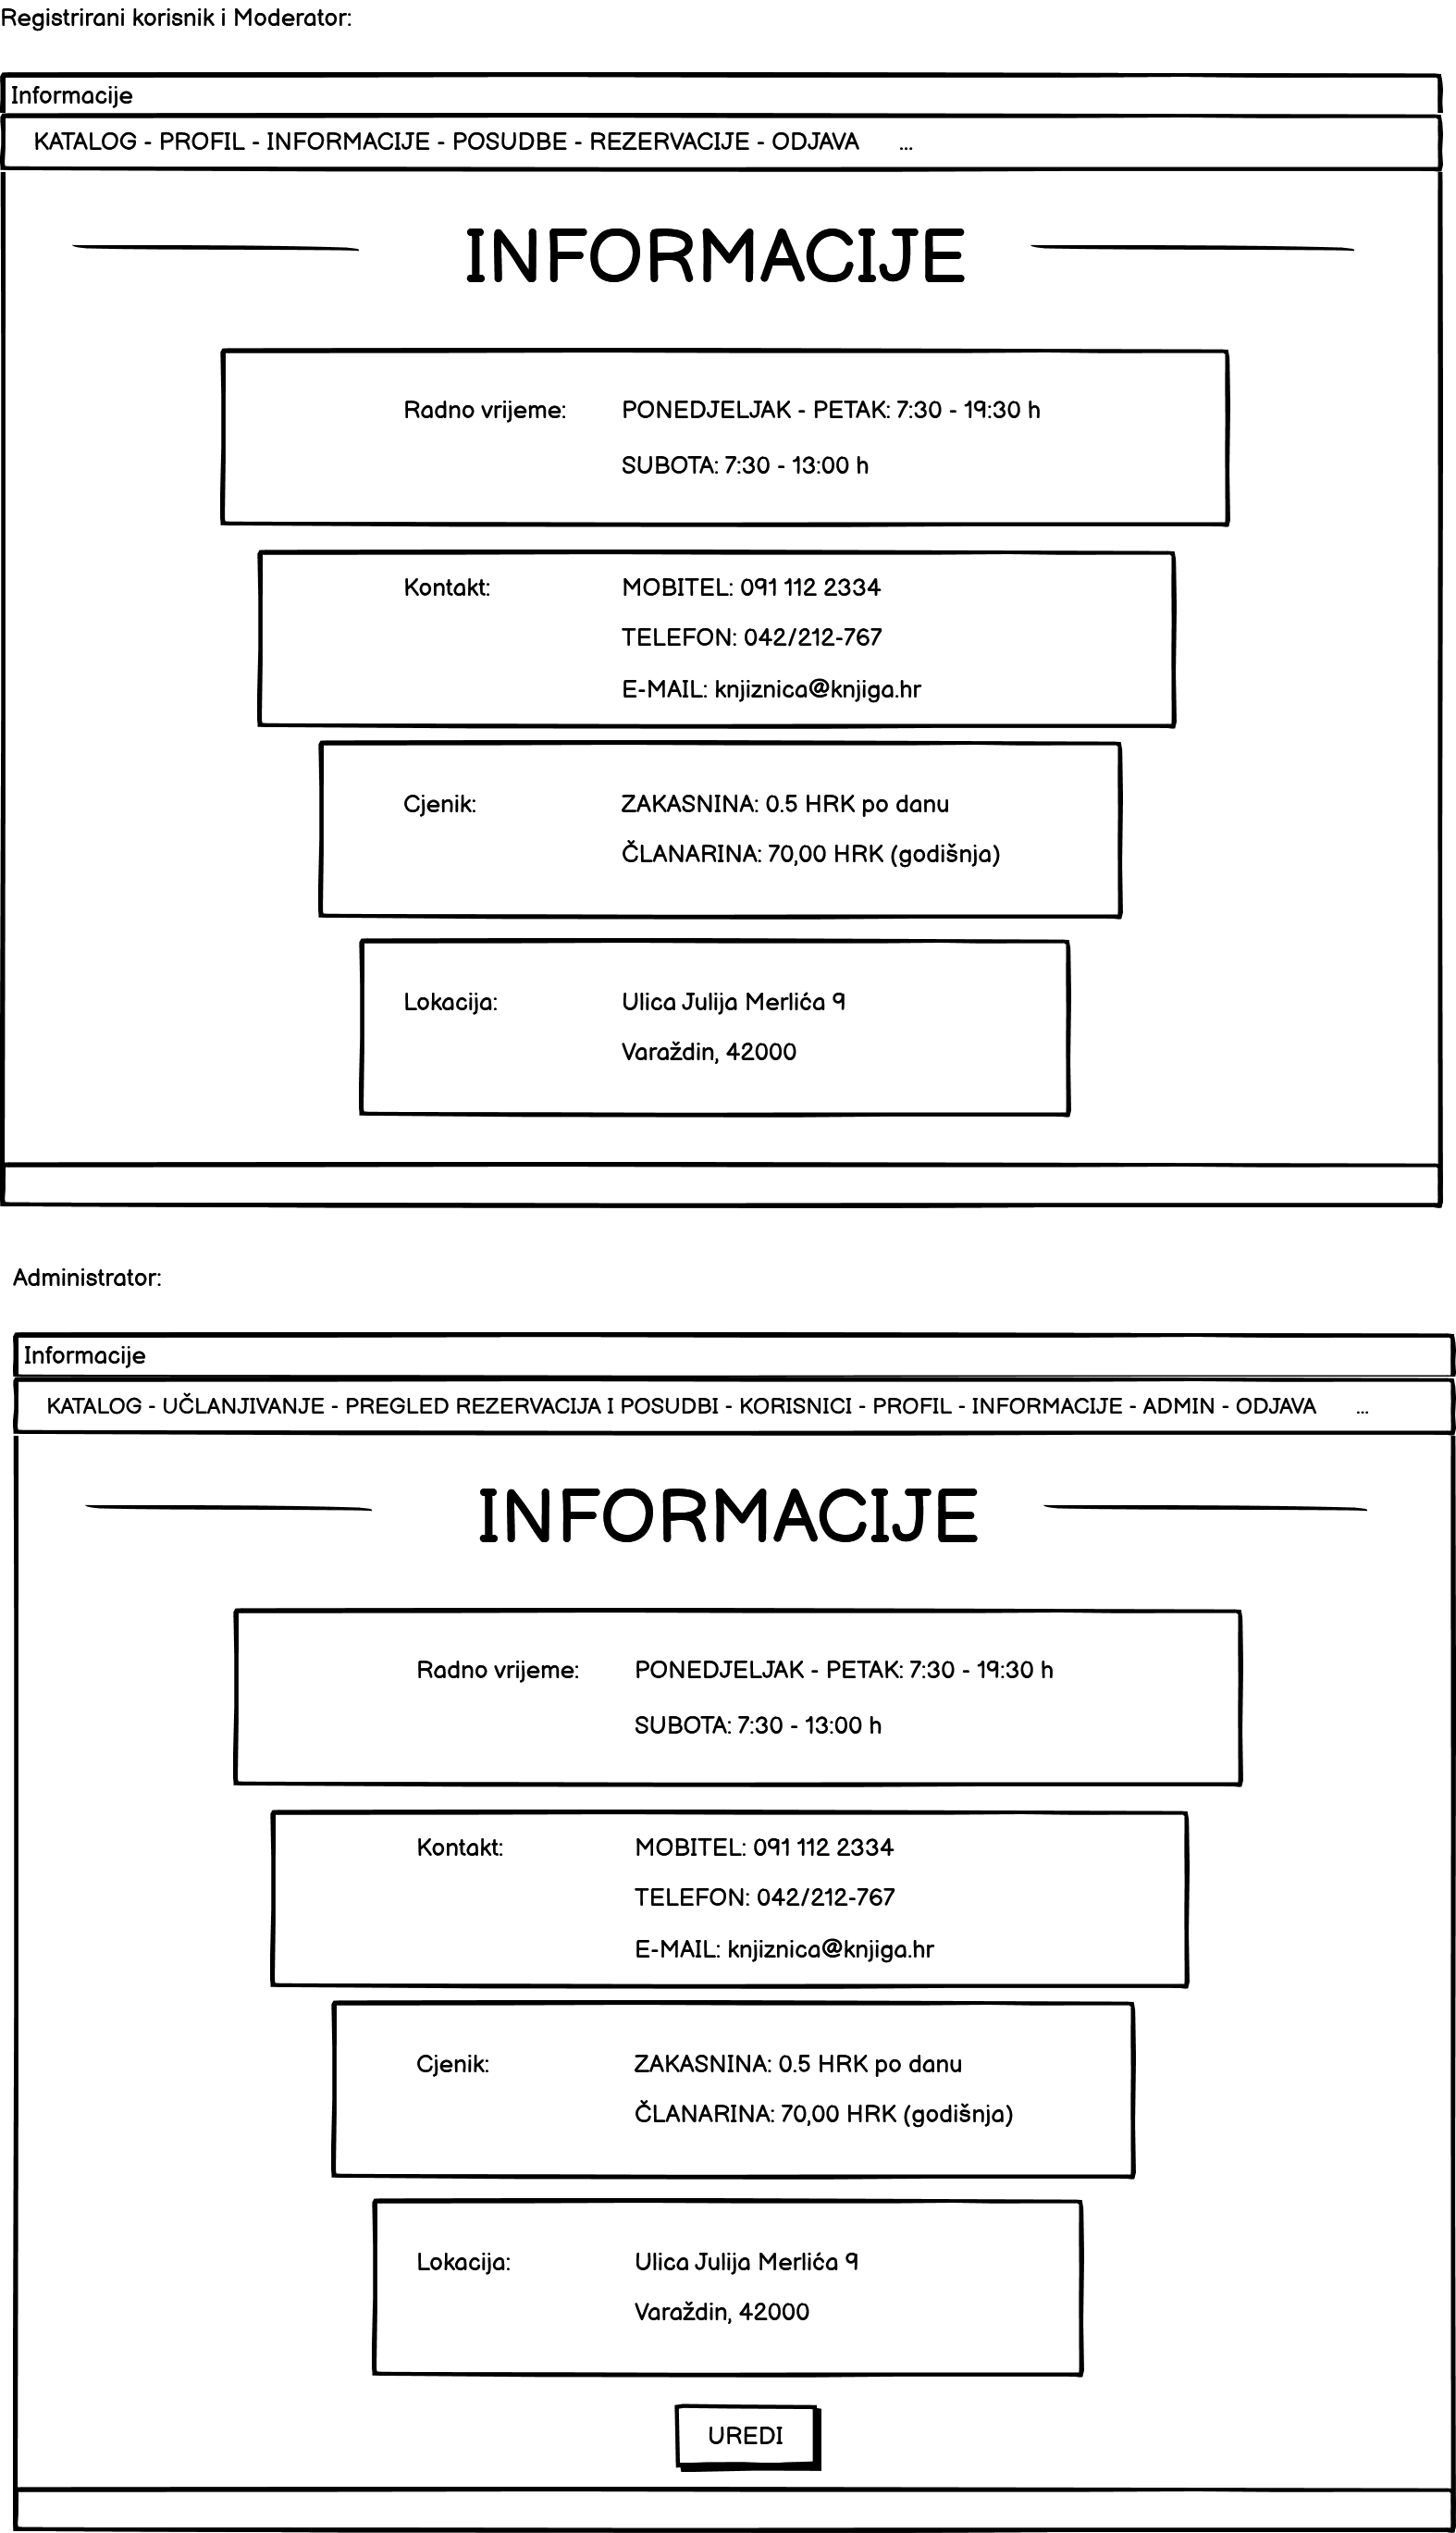 Registrirani korisnik i Moderator:
Informacije
KATALOG - PROFIL - INFORMACIJE - POSUDBE - REZERVACIJE - ODJAVA ...
INFORMACIJE
Radno vrijeme: PONEDJELJAK - PETAK: 7:30 - 19:30 h
SUBOTA: 7:30 - 13:00 h
Kontakt: MOBITEL: 091 112 2334
TELEFON: 042/212-767
E-MAIL: knjiznica@knjiga.hr
Cjenik: ZAKASNINA: 0.5 HRK po danu
ČLANARINA: 70,00 HRK (godišnja)
Lokacija: Ulica Julija Merlića 9
Varaždin, 42000
Administrator:
Informacije
KATALOG - UČLANJIVANJE - PREGLED REZERVACIJA I POSUDBI - KORISNICI - PROFIL - INFORMACIJE - ADMIN - ODJAVA ...
INFORMACIJE
Radno vrijeme: PONEDJELJAK - PETAK: 7:30 - 19:30 h
SUBOTA: 7:30 - 13:00 h
Kontakt: MOBITEL: 091 112 2334
TELEFON: 042/212-767
E-MAIL: knjiznica@knjiga.hr
Cjenik: ZAKASNINA: 0.5 HRK po danu
ČLANARINA: 70,00 HRK (godišnja)
Lokacija: Ulica Julija Merlića 9
Varaždin, 42000
UREDI